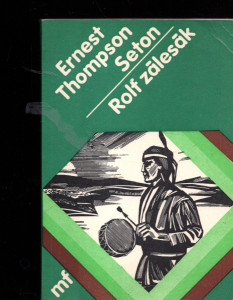 Ernest
Thompson
Seton
Rolf zálesák
mf